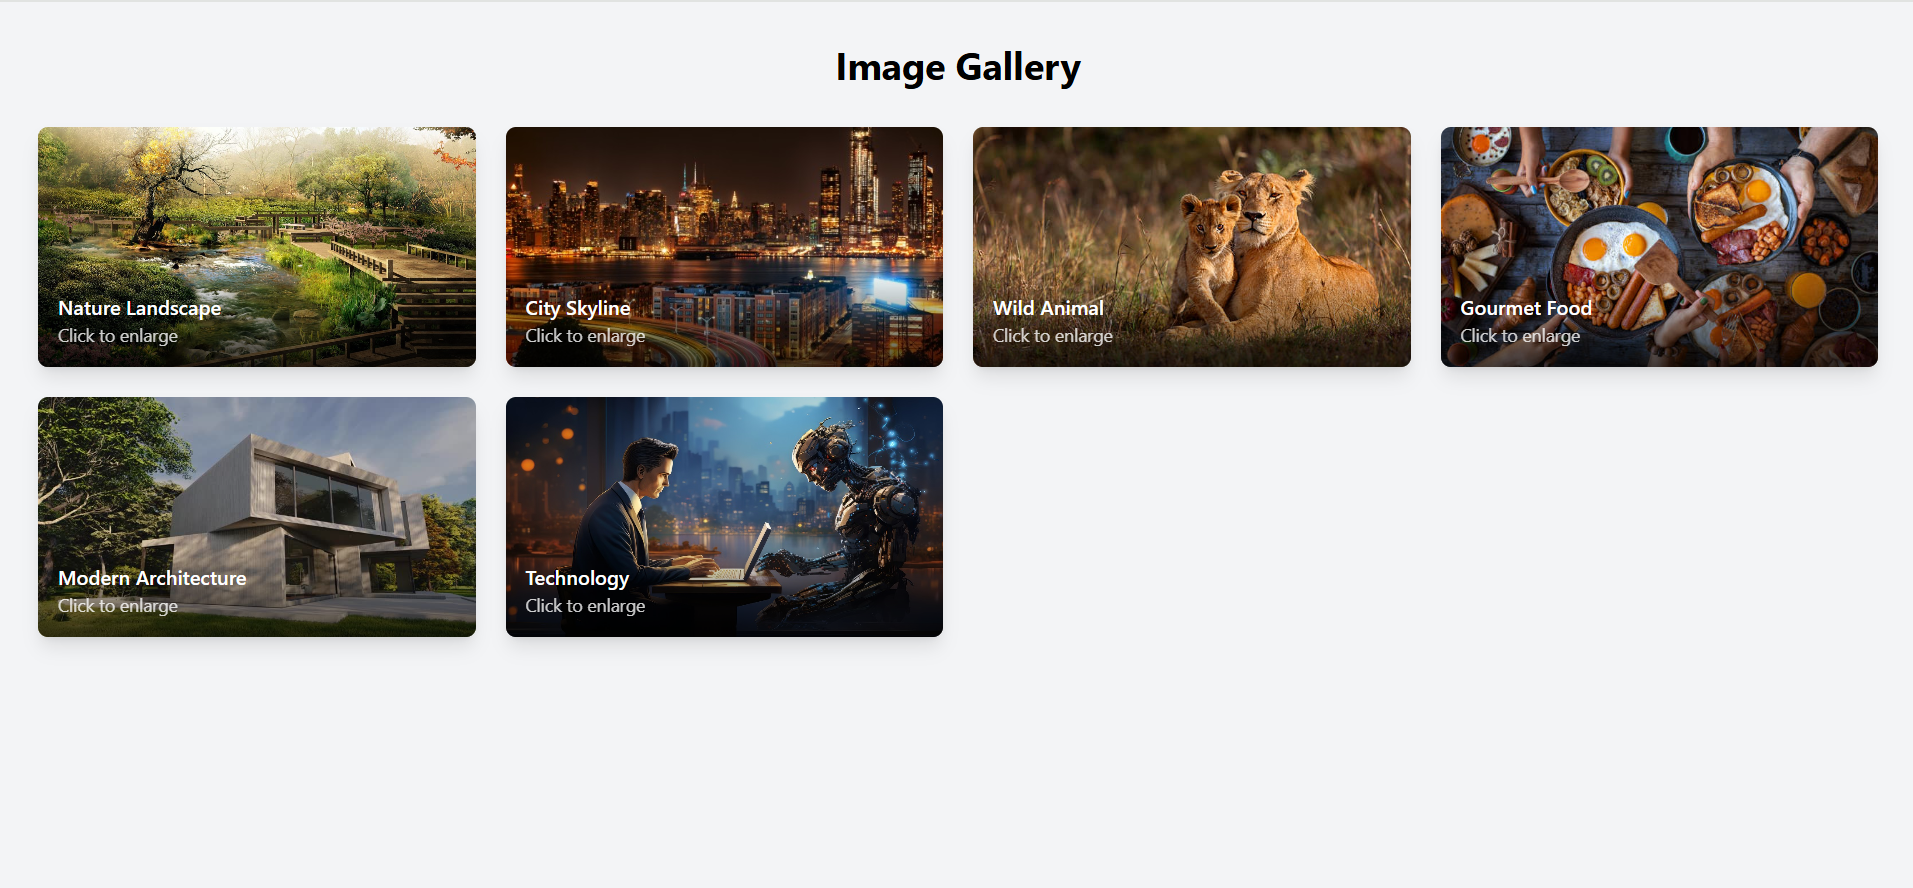 Image Gallery
Nature Landscape
Click to enlarge
City Skyline
Click to enlarge
Wild Animal
Click to enlarge
Gourmet Food
Click to enlarge
Modern Architecture
Click to enlarge
Technology
Click to enlarge